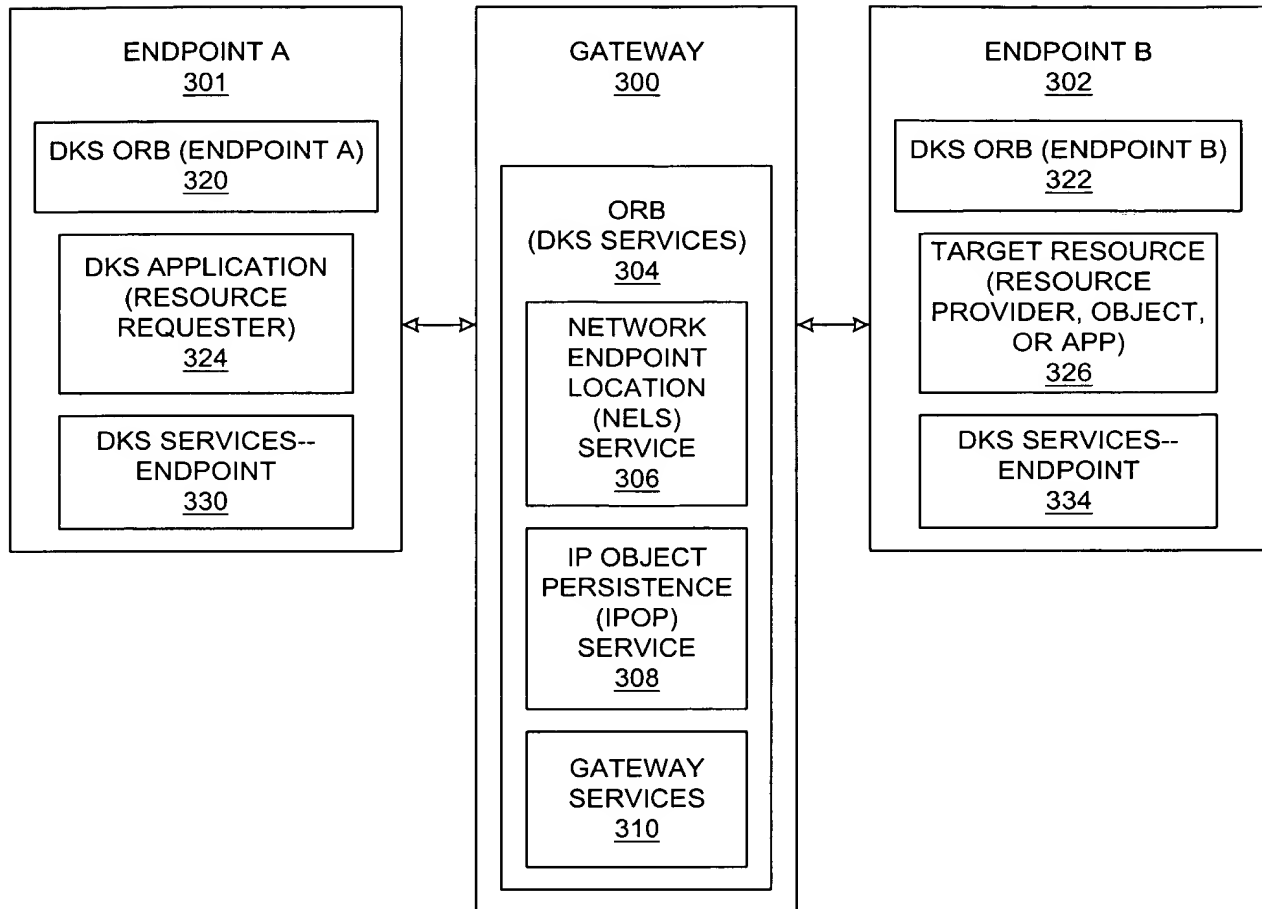 ENDPOINT A
301
DKS ORB (ENDPOINT A)
320
DKS APPLICATION
(RESOURCE
REQUESTER)
324
DKS SERVICES--
ENDPOINT
330
GATEWAY
300
ORB
(DKS SERVICES)
304
NETWORK
ENDPOINT
LOCATION
(NELS)
SERVICE
306
IP OBJECT
PERSISTENCE
(IPOP)
SERVICE
308
GATEWAY
SERVICES
310
ENDPOINT B
302
DKS ORB (ENDPOINT B)
322
TARGET RESOURCE
(RESOURCE
PROVIDER, OBJECT,
OR APP)
326
DKS SERVICES--
ENDPOINT
334